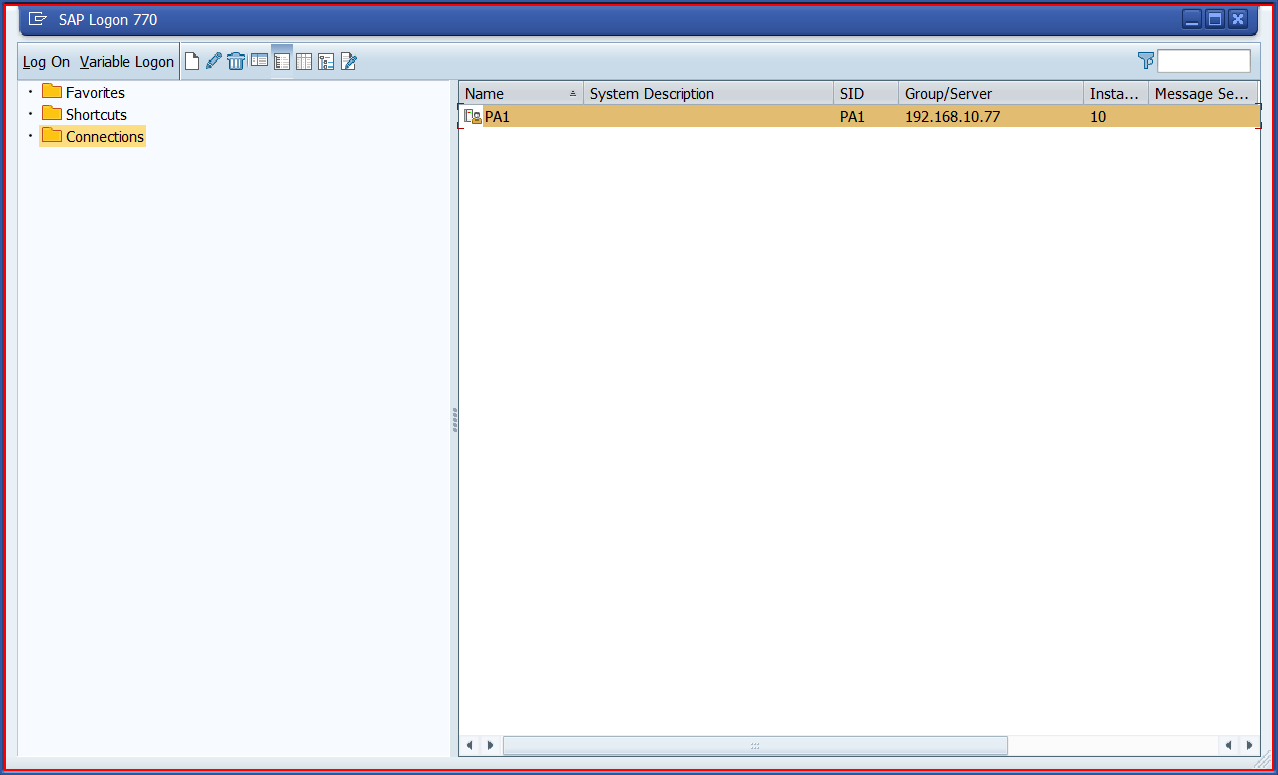 SAP Logon 770
Log On Variable Logon
Favorites
Shortcuts
Connections
Name System Description SID Group/Server Insta... Message Se...
PA1 PA1 192.168.10.77 10